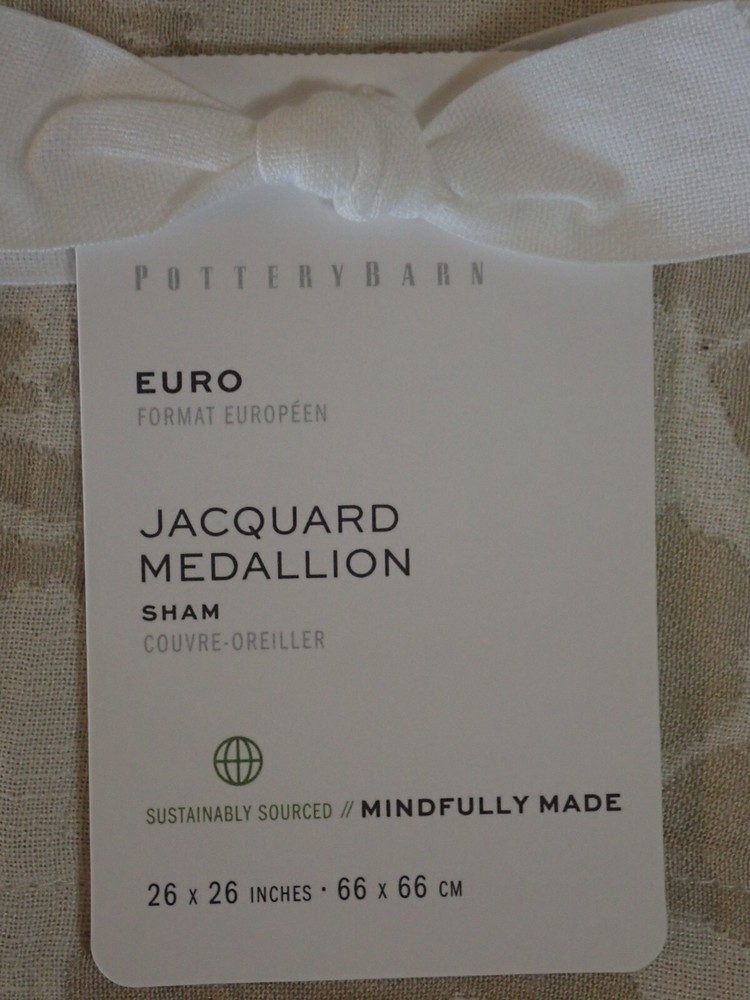 POTTERYBARN
EURO
FORMAT EUROPÉEN
JACQUARD
MEDALLION
SHAM
COUVRE-OREILLER
SUSTAINABLY SOURCED // MINDFULLY MADE
26 x 26 INCHES · 66 x 66 CM